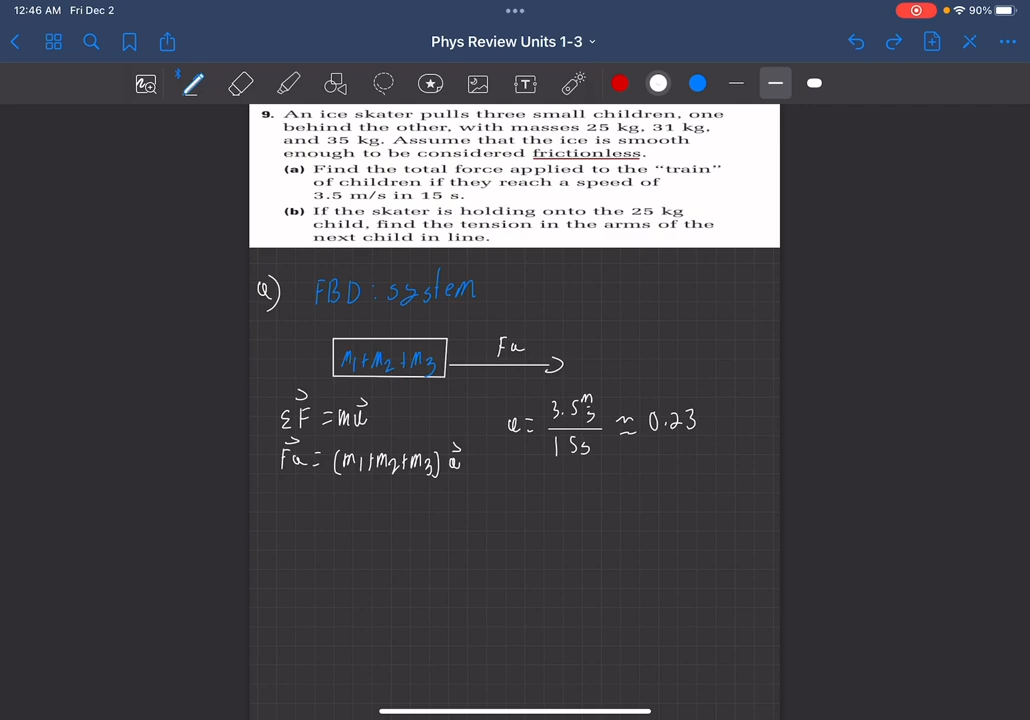 12:46 AM Fri Dec 2
90%
Phys Review Units 1-3
T
9. An ice skater pulls three small children, one
behind the other, with masses 25 kg, 31 kg,
and 35 kg. Assume that the ice is smooth
enough to be considered frictionless.
(a) Find the total force applied to the “train”
of children if they reach a speed of
3.5 m/s in 15 s.
(b) If the skater is holding onto the 25 kg
child, find the tension in the arms of the
next child in line.
a) FBD: system
m₁+m₂+m₃
Fa
ΣF⃗ = ma⃗
a = 3.5 m/s / 15s ≈ 0.23
F⃗a = (m₁+m₂+m₃) a⃗